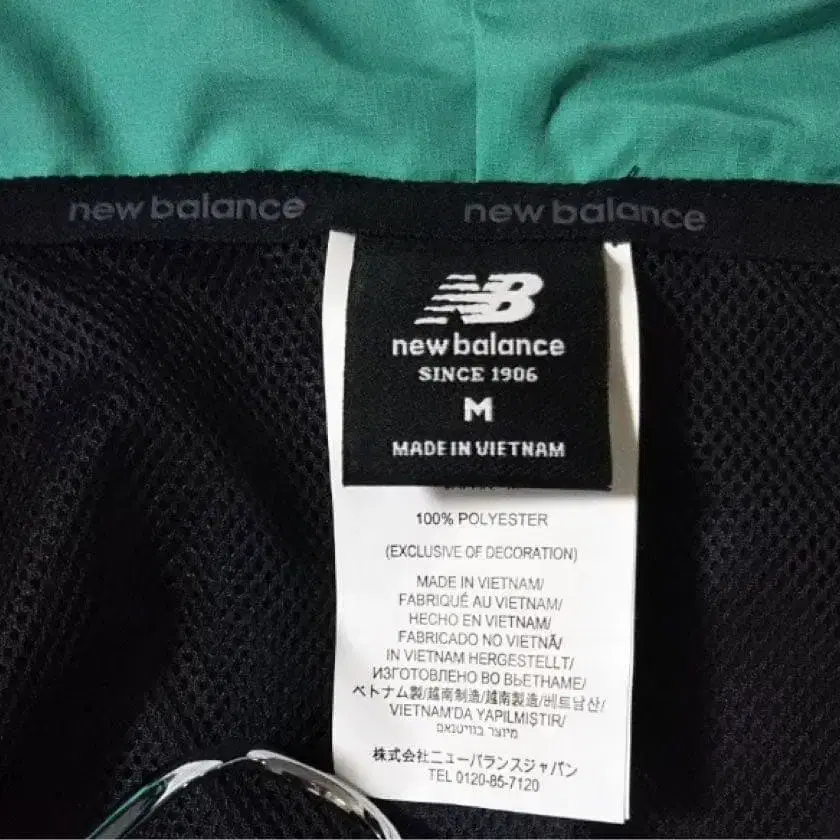 new balance new balance
NB
new balance
SINCE 1906
M
MADE IN VIETNAM
100% POLYESTER
(EXCLUSIVE OF DECORATION)
MADE IN VIETNAM/
FABRIQUÉ AU VIETNAM/
HECHO EN VIETNAM/
FABRICADO NO VIETNÃ/
IN VIETNAM HERGESTELLT/
ИЗГОТОВЛЕНО ВО ВЬЕТНАМЕ/
ベトナム製/越南制造/越南製造/베트남산/
VIETNAM'DA YAPILMIŞTIR/
מיוצר בוויטנאם
株式会社ニューバランスジャパン
TEL 0120-85-7120